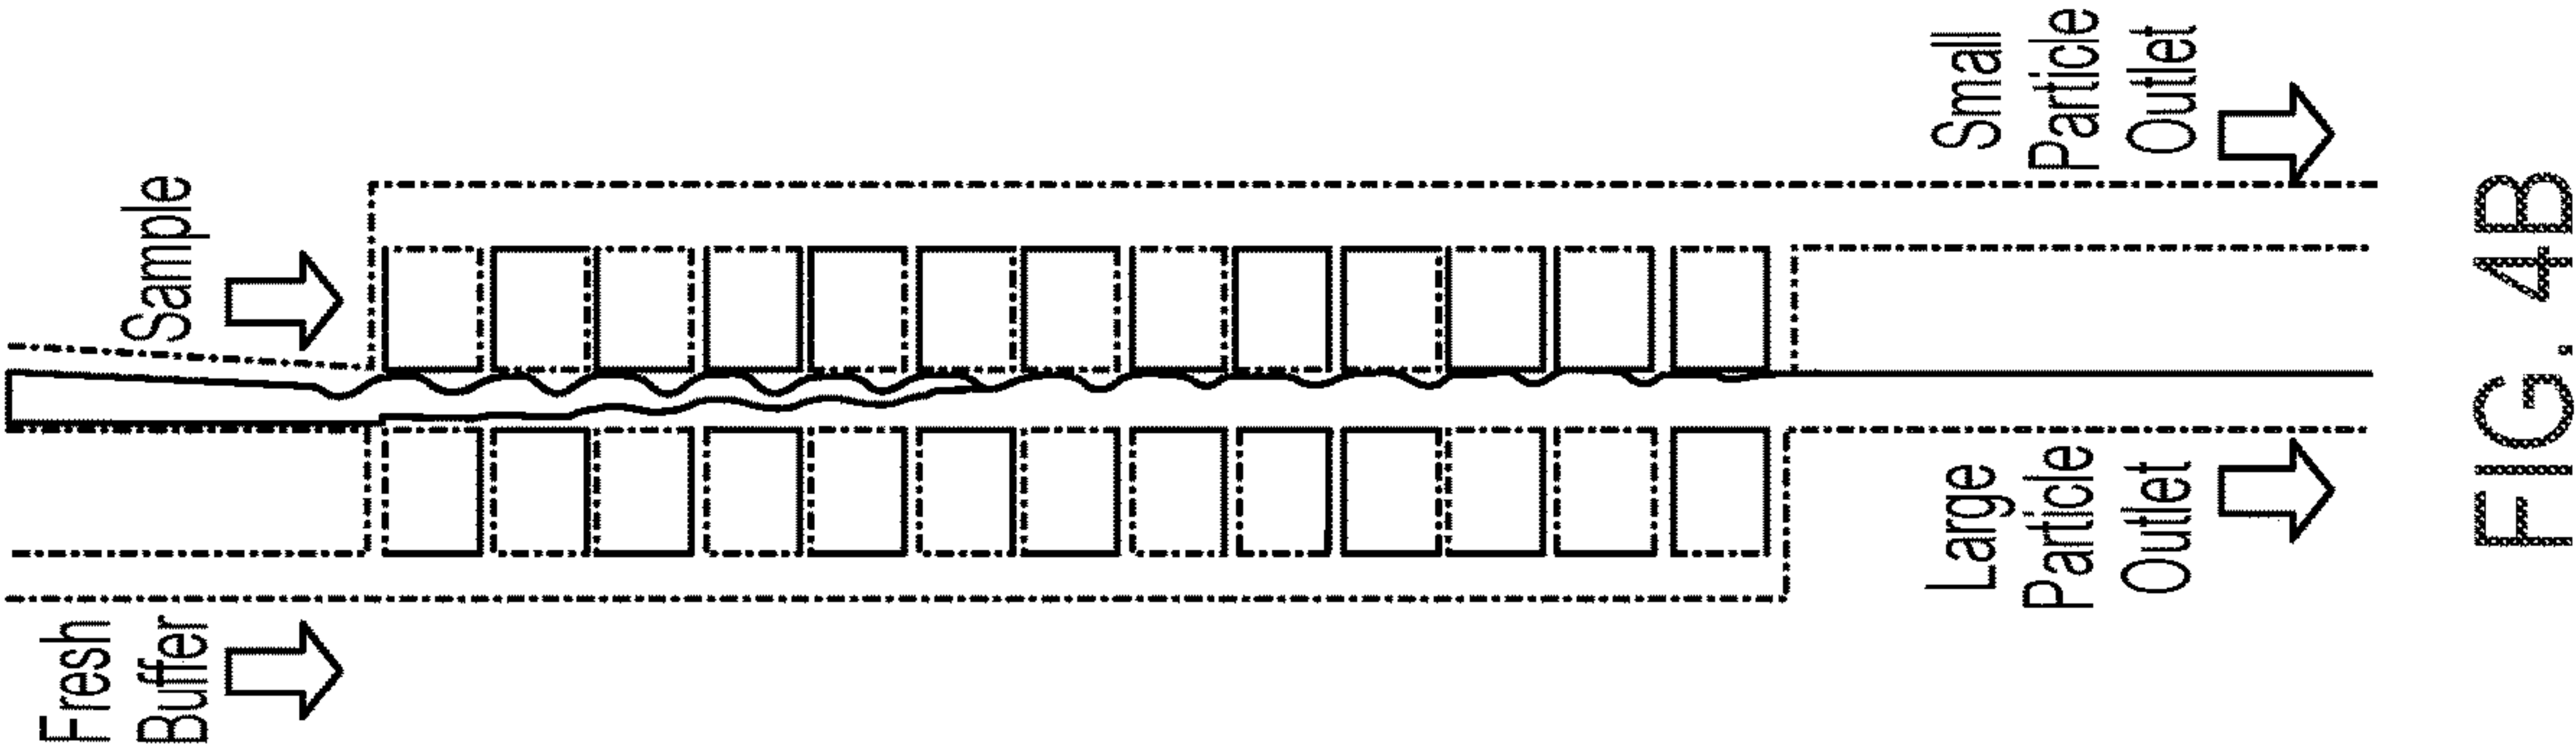 Fresh
Buffer
Sample
Large
Particle
Outlet
Small
Particle
Outlet
FIG. 4B